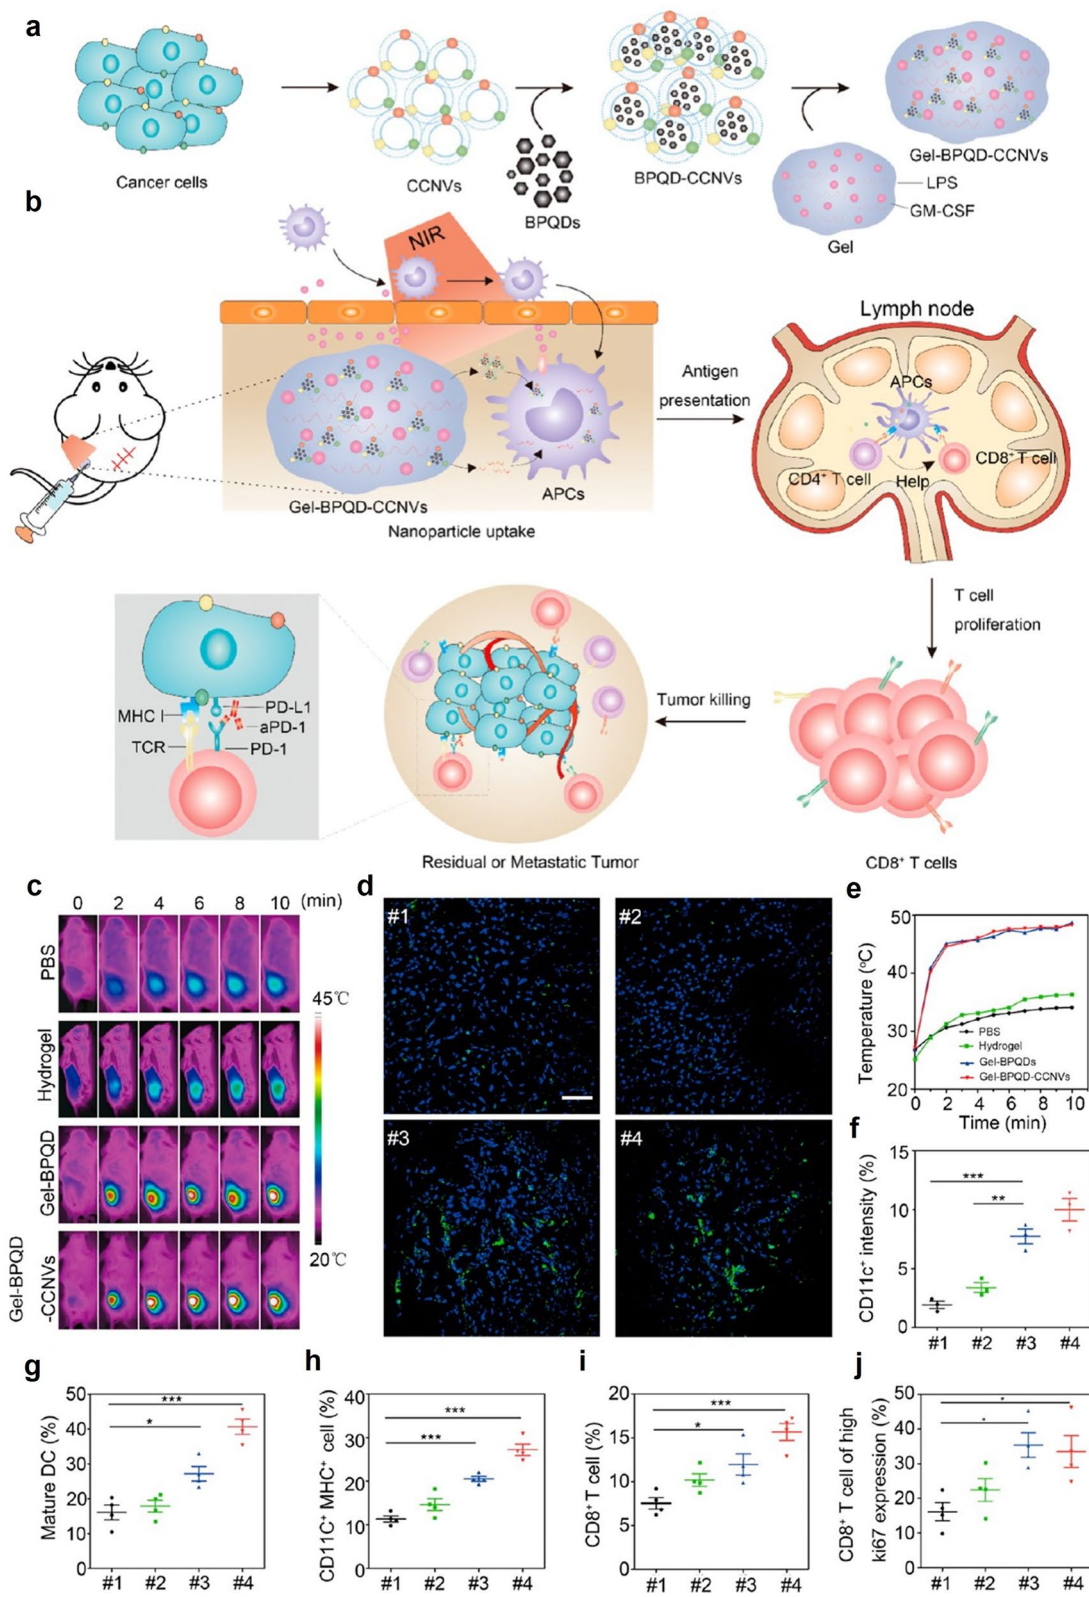 a
Cancer cells
CCNVs
BPQDs
BPQD-CCNVs
Gel-BPQD-CCNVs
LPS
GM-CSF
Gel
b
NIR
Gel-BPQD-CCNVs
APCs
Nanoparticle uptake
Antigen
presentation
Lymph node
APCs
CD4⁺ T cell
Help
CD8⁺ T cell
T cell
proliferation
CD8⁺ T cells
Tumor killing
Residual or Metastatic Tumor
MHC I
TCR
PD-L1
aPD-1
PD-1
c
0 2 4 6 8 10 (min)
PBS
Hydrogel
Gel-BPQD
Gel-BPQD
-CCNVs
45℃
20℃
d
#1
#2
#3
#4
e
Temperature (°C)
50
40
30
20
PBS
Hydrogel
Gel-BPQDs
Gel-BPQD-CCNVs
0 2 4 6 8 10
Time (min)
f
CD11c⁺ intensity (%)
15
10
5
0
***
**
#1 #2 #3 #4
g
Mature DC (%)
50
40
30
20
10
0
***
*
#1 #2 #3 #4
h
CD11C⁺ MHC⁺ cell (%)
40
30
20
10
0
***
***
#1 #2 #3 #4
i
CD8⁺ T cell (%)
20
15
10
5
0
***
*
#1 #2 #3 #4
j
CD8⁺ T cell of high
ki67 expression (%)
50
40
30
20
10
0
*
*
#1 #2 #3 #4